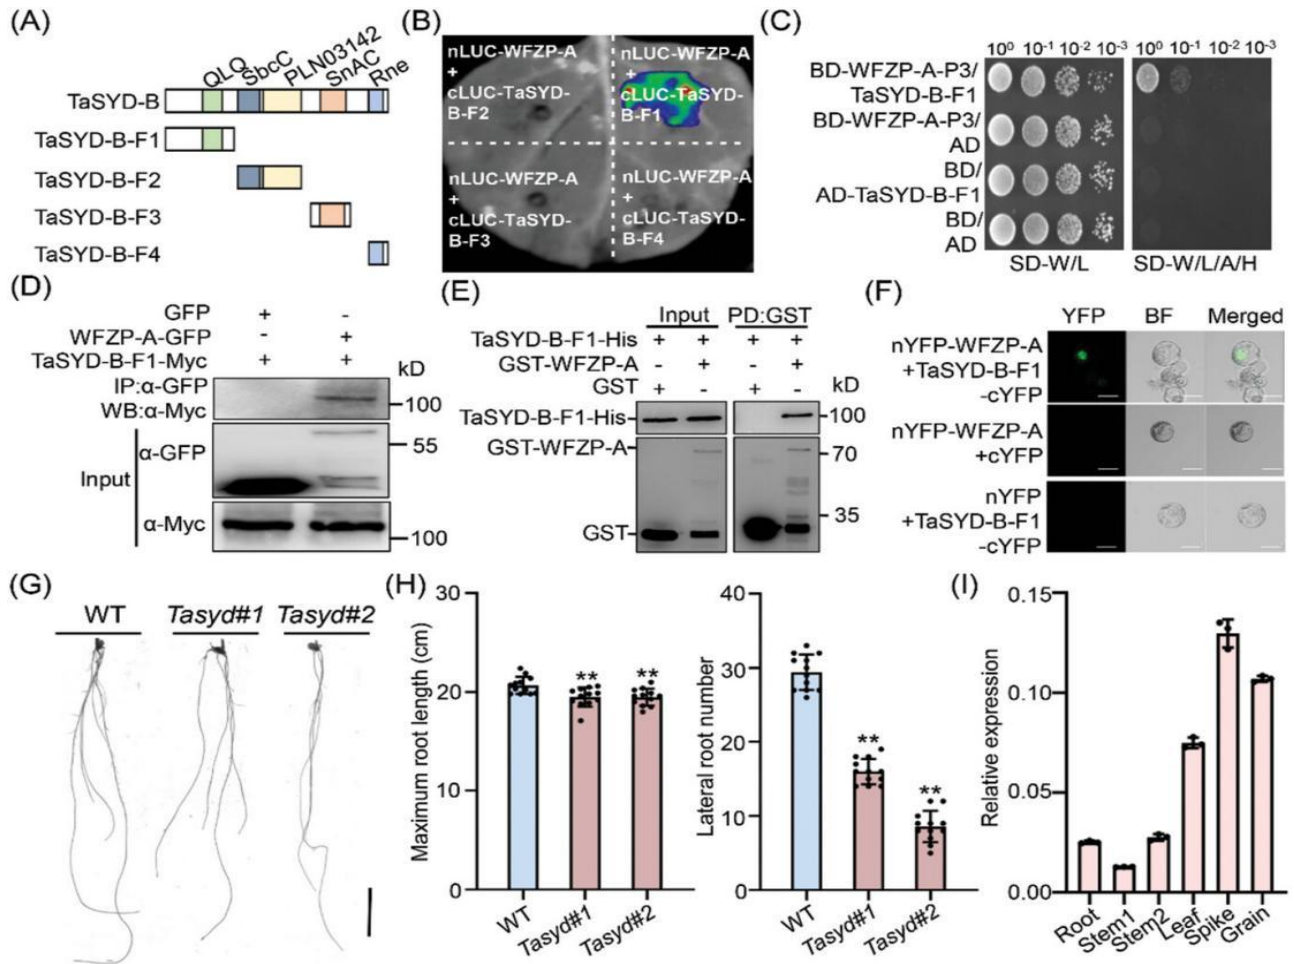 (A)
QLQ
SbcC
PLN03142
SnAC
Rne
TaSYD-B
TaSYD-B-F1
TaSYD-B-F2
TaSYD-B-F3
TaSYD-B-F4
(B)
nLUC-WFZP-A
+
cLUC-TaSYD-
B-F2
nLUC-WFZP-A
+
cLUC-TaSYD-
B-F1
nLUC-WFZP-A
+
cLUC-TaSYD-
B-F3
nLUC-WFZP-A
+
cLUC-TaSYD-
B-F4
(C)
10⁰ 10⁻¹ 10⁻² 10⁻³ 10⁰ 10⁻¹ 10⁻² 10⁻³
BD-WFZP-A-P3/
TaSYD-B-F1
BD-WFZP-A-P3/
AD
BD/
AD-TaSYD-B-F1
BD/
AD
SD-W/L SD-W/L/A/H
(D)
GFP + -
WFZP-A-GFP - +
TaSYD-B-F1-Myc + +
kD
IP:α-GFP
WB:α-Myc
100
55
α-GFP
Input
α-Myc
100
(E)
Input PD:GST
TaSYD-B-F1-His + + + +
GST-WFZP-A - + - +
GST + - + -
kD
TaSYD-B-F1-His 100
GST-WFZP-A 70
35
GST
(F)
YFP BF Merged
nYFP-WFZP-A
+TaSYD-B-F1
-cYFP
nYFP-WFZP-A
+cYFP
nYFP
+TaSYD-B-F1
-cYFP
(G)
WT Tasyd#1 Tasyd#2
(H)
Maximum root length (cm)
30
20
10
0
** **
WT Tasyd#1 Tasyd#2
Lateral root number
40
30
20
10
0
**
**
WT Tasyd#1 Tasyd#2
(I)
Relative expression
0.15
0.10
0.05
0.00
Root Stem1 Stem2 Leaf Spike Grain